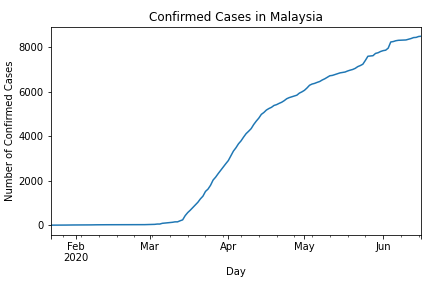 Confirmed Cases in Malaysia
Number of Confirmed Cases
8000
6000
4000
2000
0
Feb
2020
Mar
Apr
May
Jun
Day